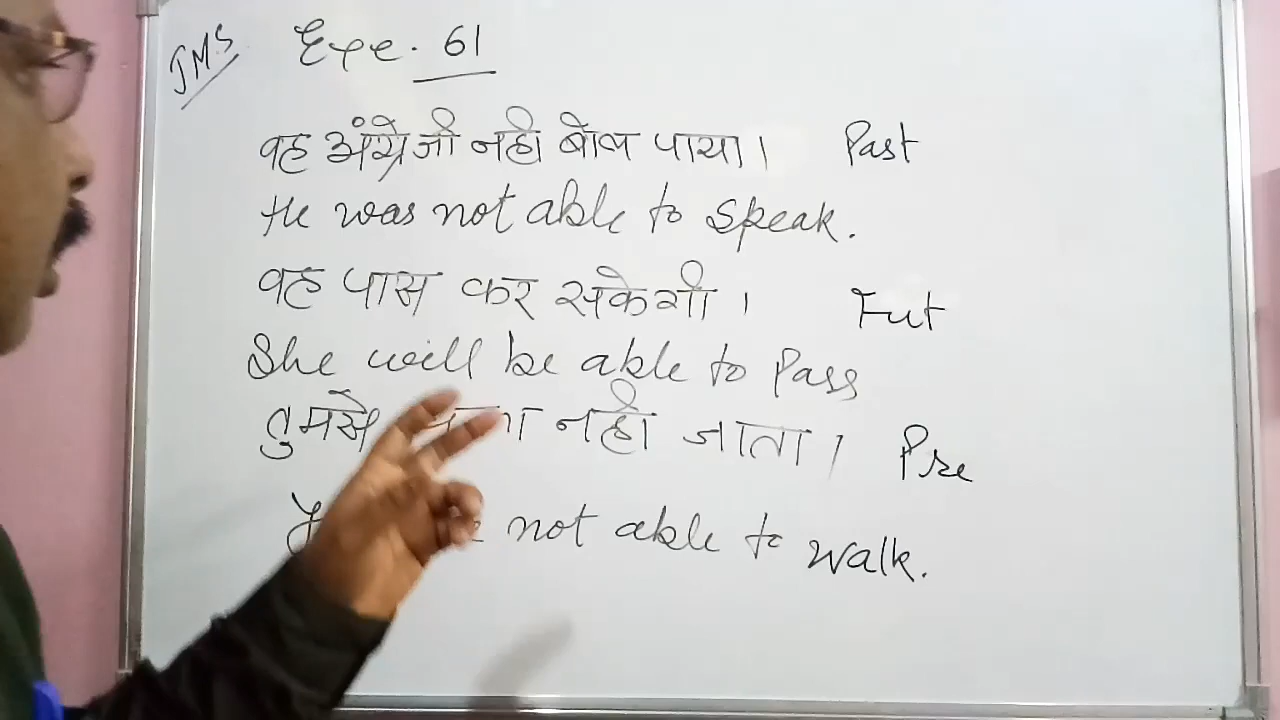 JMS
Exe. 61
वह अंग्रेजी नही बोल पाया। Past
He was not able to speak.
वह पास कर सकेगी। Fut
She will be able to Pass
तुमसे नही जाता। Pre
not able to walk.